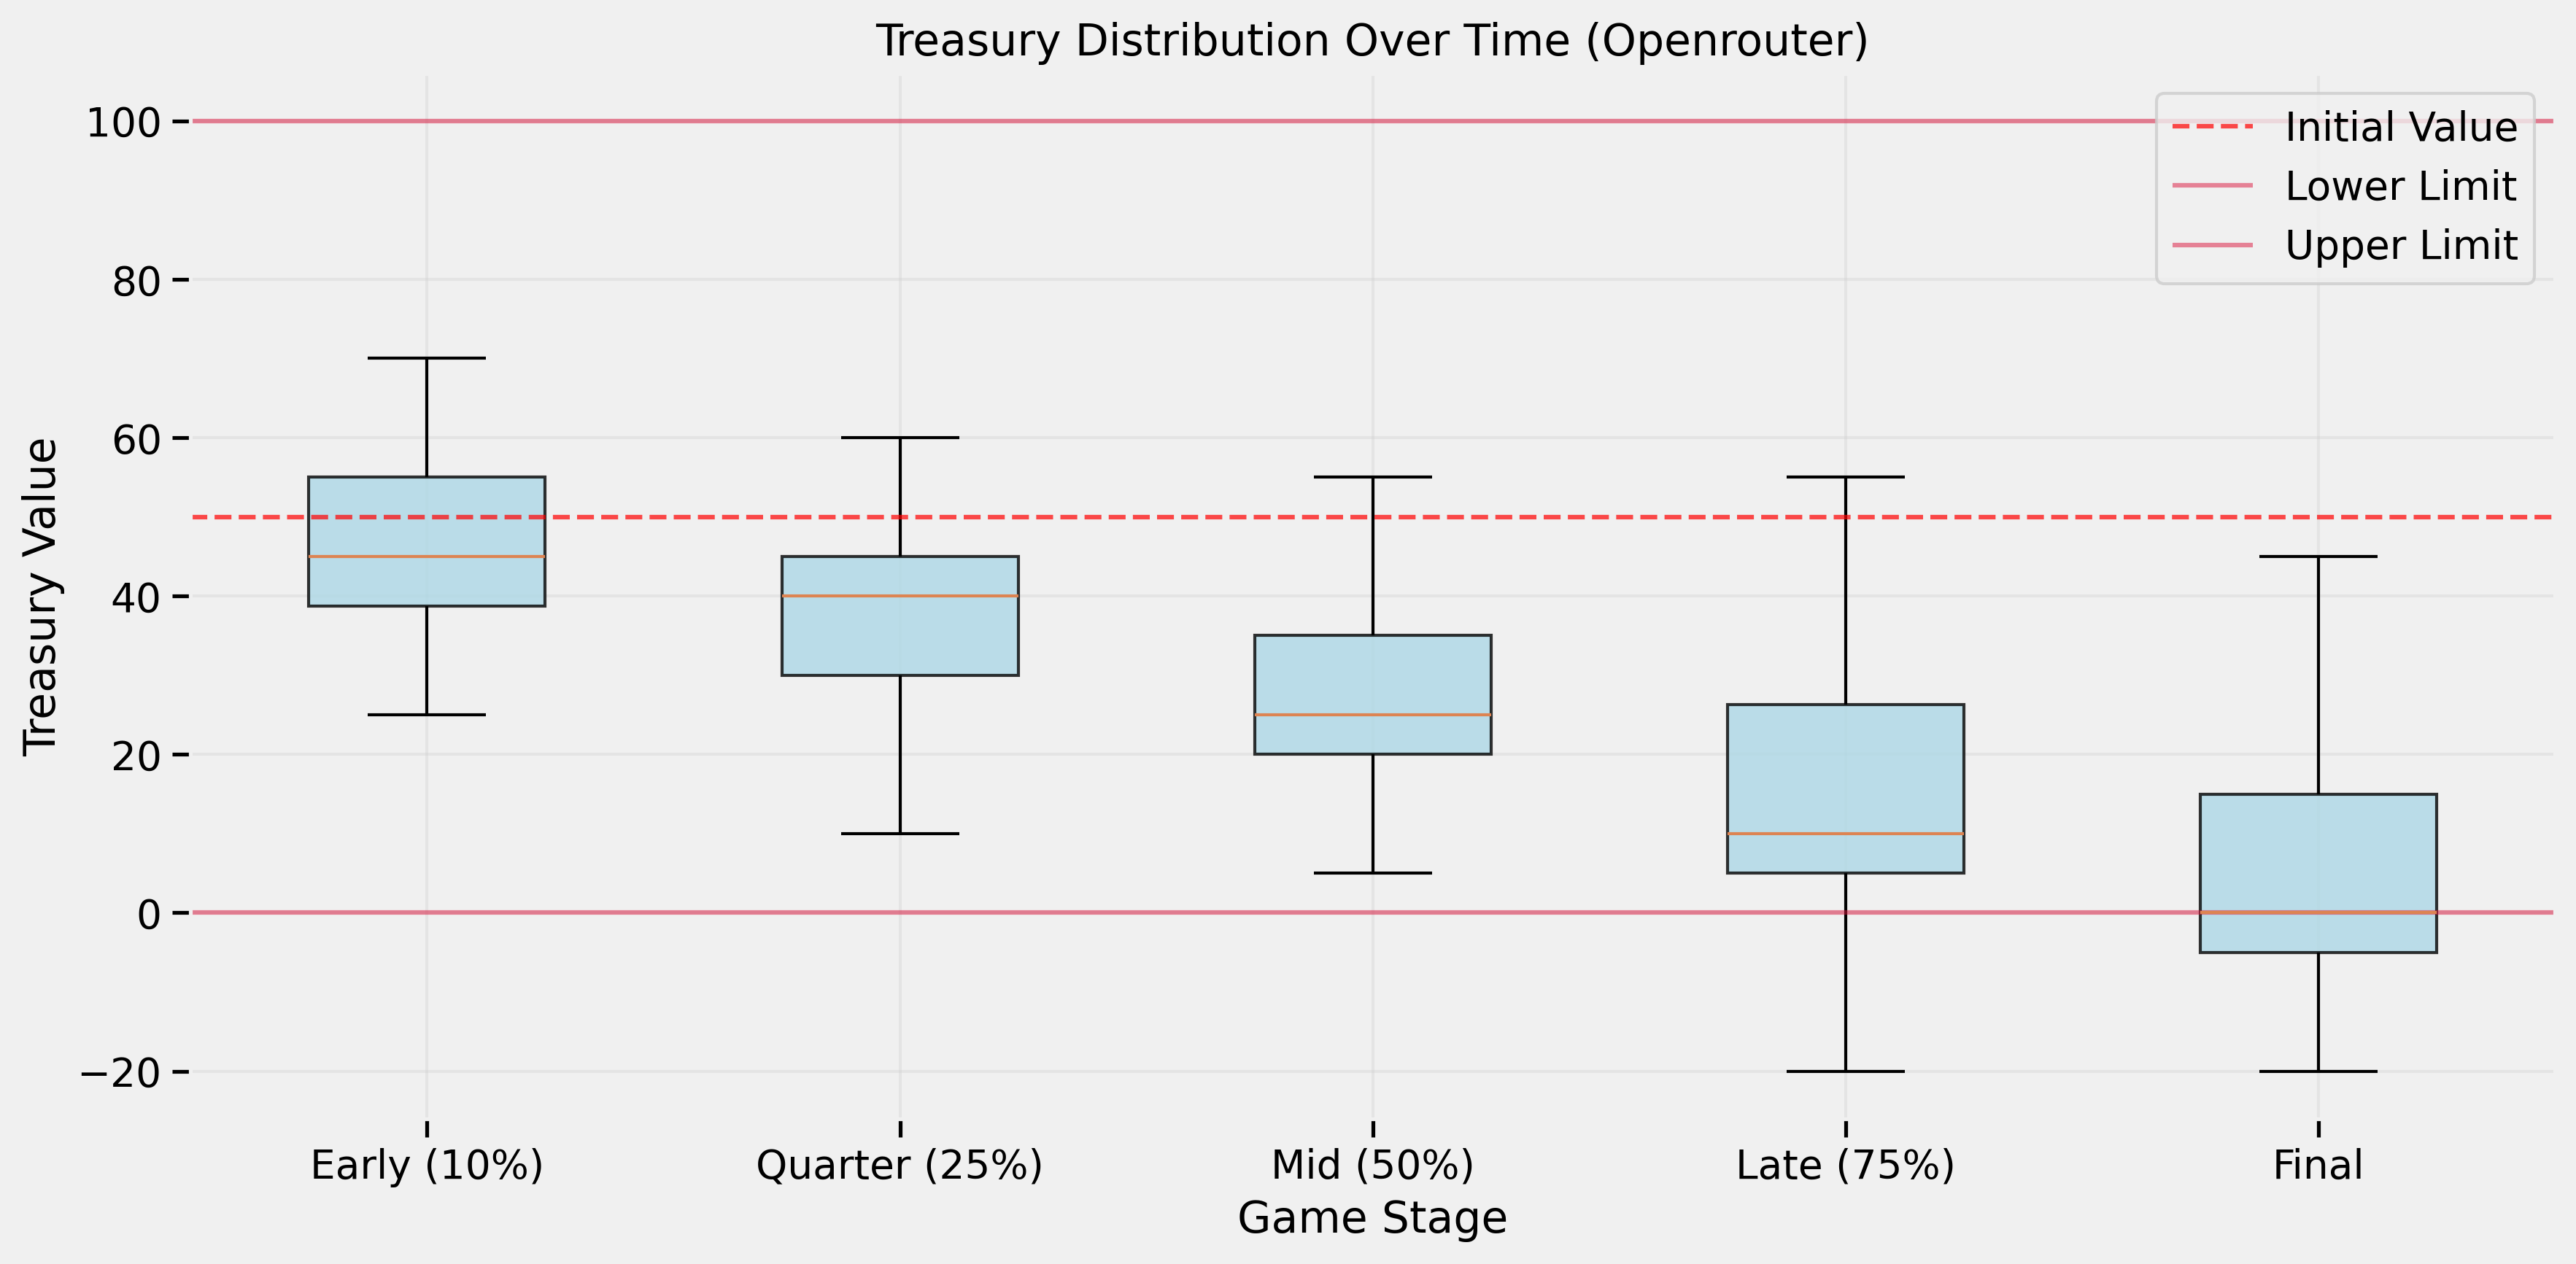 Treasury Distribution Over Time (Openrouter)
Initial Value
Lower Limit
Upper Limit
Treasury Value
100
80
60
40
20
0
−20
Early (10%)
Quarter (25%)
Mid (50%)
Late (75%)
Final
Game Stage